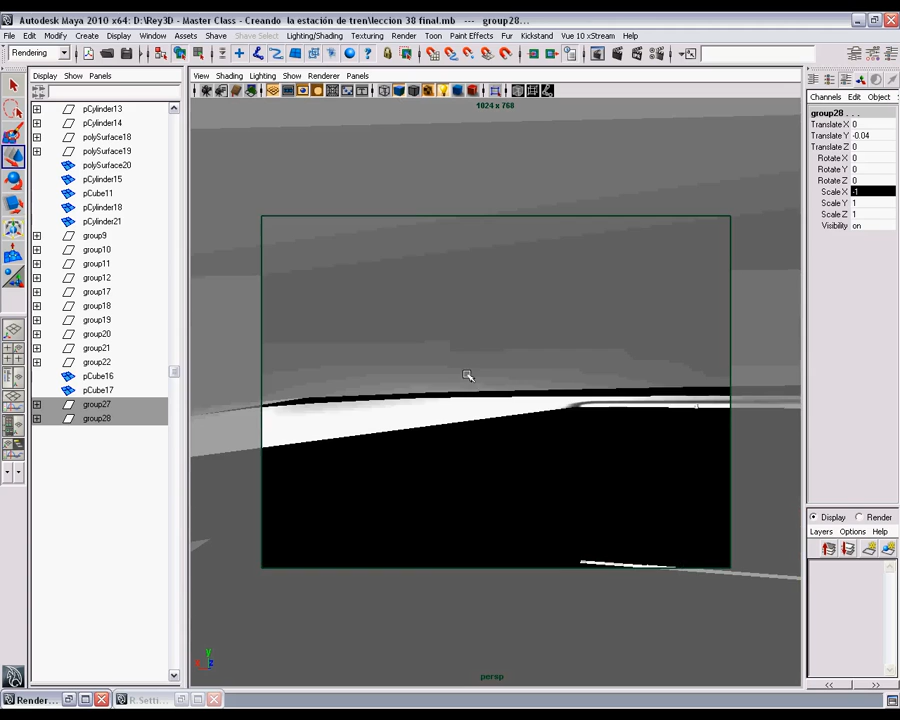 Autodesk Maya 2010 x64: D:\Rey3D - Master Class - Creando la estación de tren\leccion 38 final.mb --- group28...
File Edit Modify Create Display Window Assets Share Share Select Lighting/Shading Texturing Render Toon Paint Effects Fur Kickstand Vue 10 xStream Help
Rendering
Display Show Panels
View Shading Lighting Show Renderer Panels
Channels Edit Object
1024 x 768
pCylinder13
pCylinder14
polySurface18
polySurface19
polySurface20
pCylinder15
pCube11
pCylinder18
pCylinder21
group9
group10
group11
group12
group17
group18
group19
group20
group21
group22
pCube16
pCube17
group27
group28
group28 . . .
Translate X 0
Translate Y -0.04
Translate Z 0
Rotate X 0
Rotate Y 0
Rotate Z 0
Scale X -1
Scale Y 1
Scale Z 1
Visibility on
Display Render
Layers Options Help
y
z
persp
<<
>>
Render...
R.Setti...